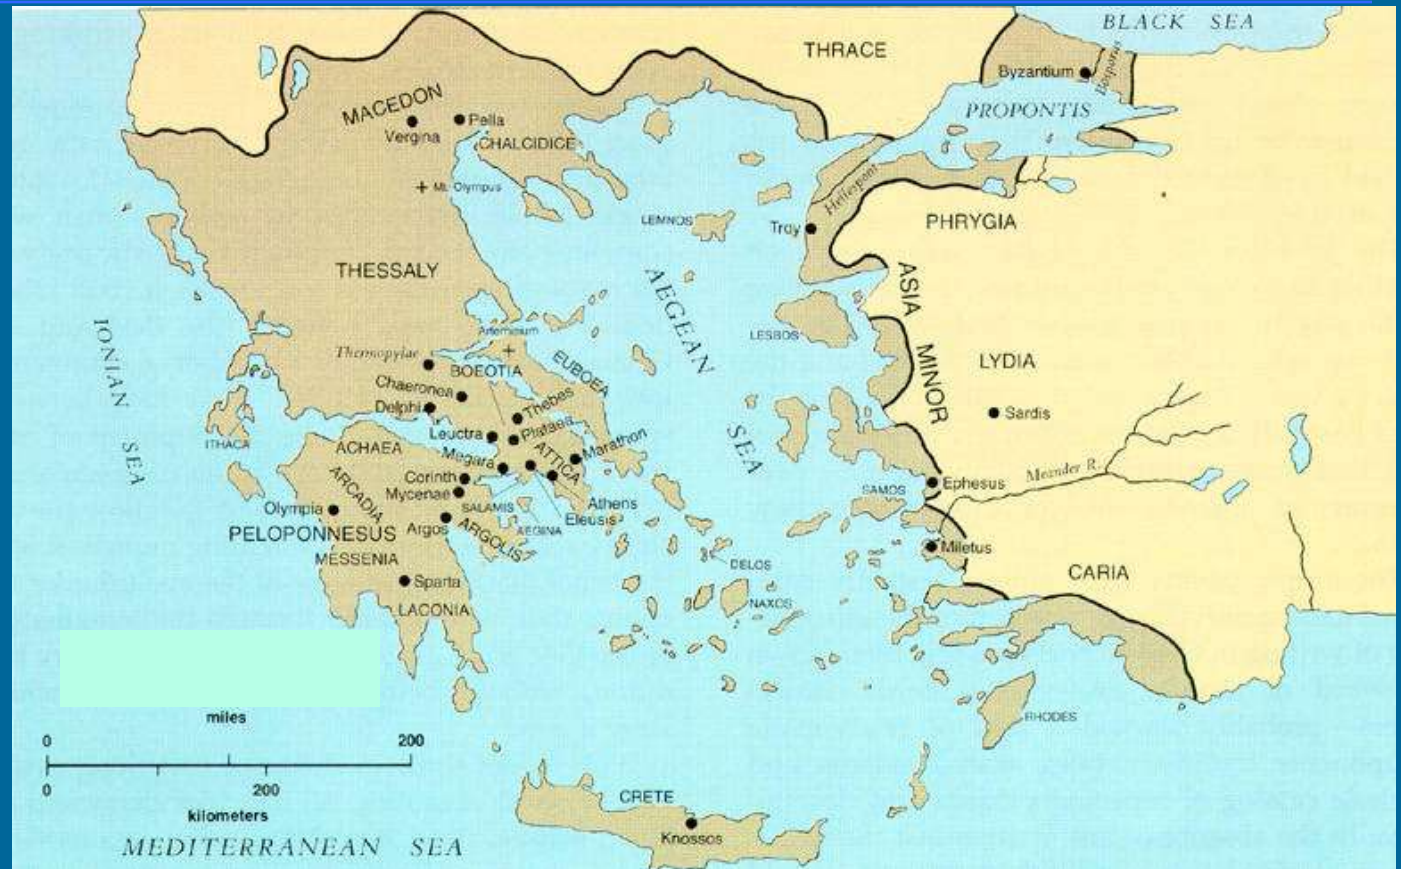 BLACK SEA
THRACE
Byzantium
Bosporus
PROPONTIS
MACEDON
Pella
Vergina
CHALCIDICE
Mt. Olympus
Hellespont
LEMNOS
Troy
PHRYGIA
THESSALY
AEGEAN
SEA
ASIA
MINOR
LESBOS
IONIAN
SEA
Artemisium
Thermopylae
BOEOTIA
EUBOEA
LYDIA
Chaeronea
Delphi
Thebes
Sardis
Leuctra
Plataea
ITHACA
ACHAEA
Megara
ATTICA
Marathon
Corinth
Meander R.
ARCADIA
Mycenae
SAMOS
Ephesus
Olympia
SALAMIS
Athens
Eleusis
PELOPONNESUS
Argos
ARGOLIS
AEGINA
MESSENIA
Miletus
DELOS
CARIA
Sparta
LACONIA
NAXOS
RHODES
miles
0 200
0 200
kilometers
CRETE
Knossos
MEDITERRANEAN SEA